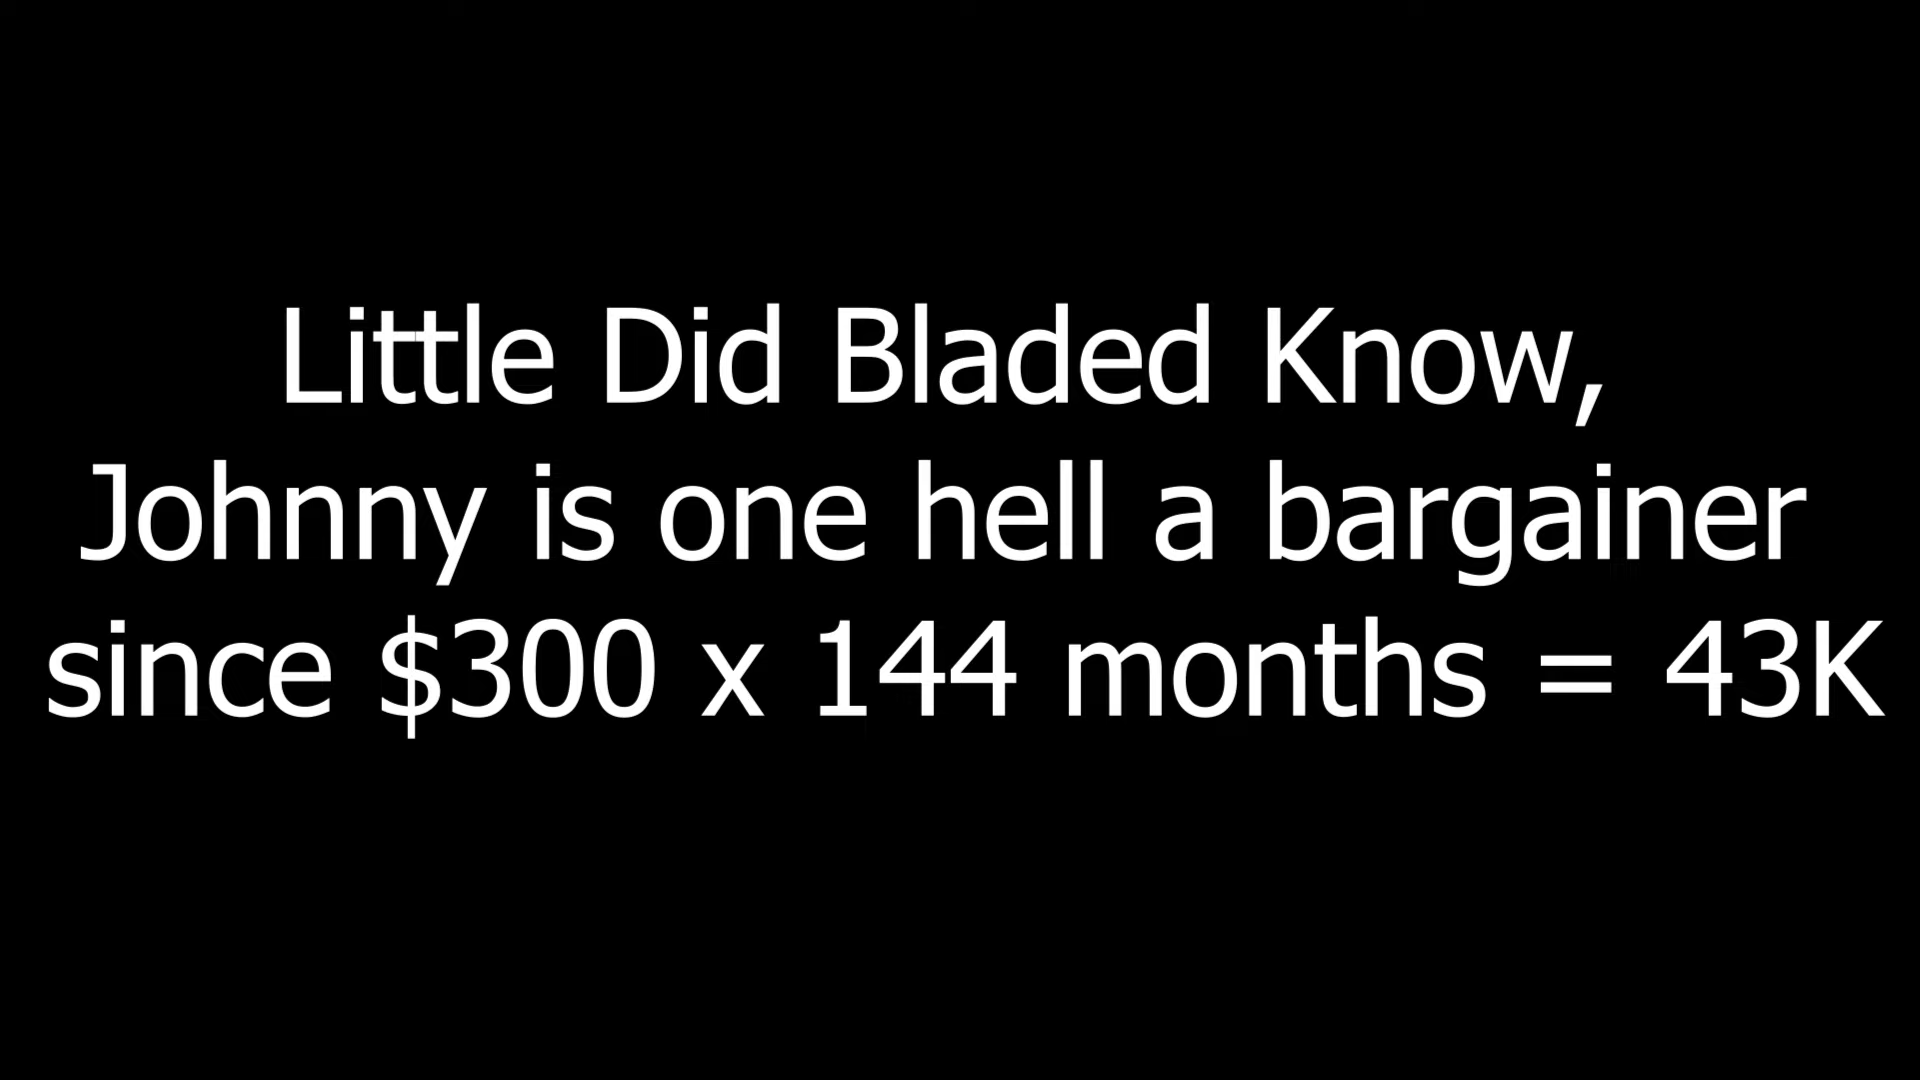 Little Did Bladed Know,
Johnny is one hell a bargainer
since $300 x 144 months = 43K